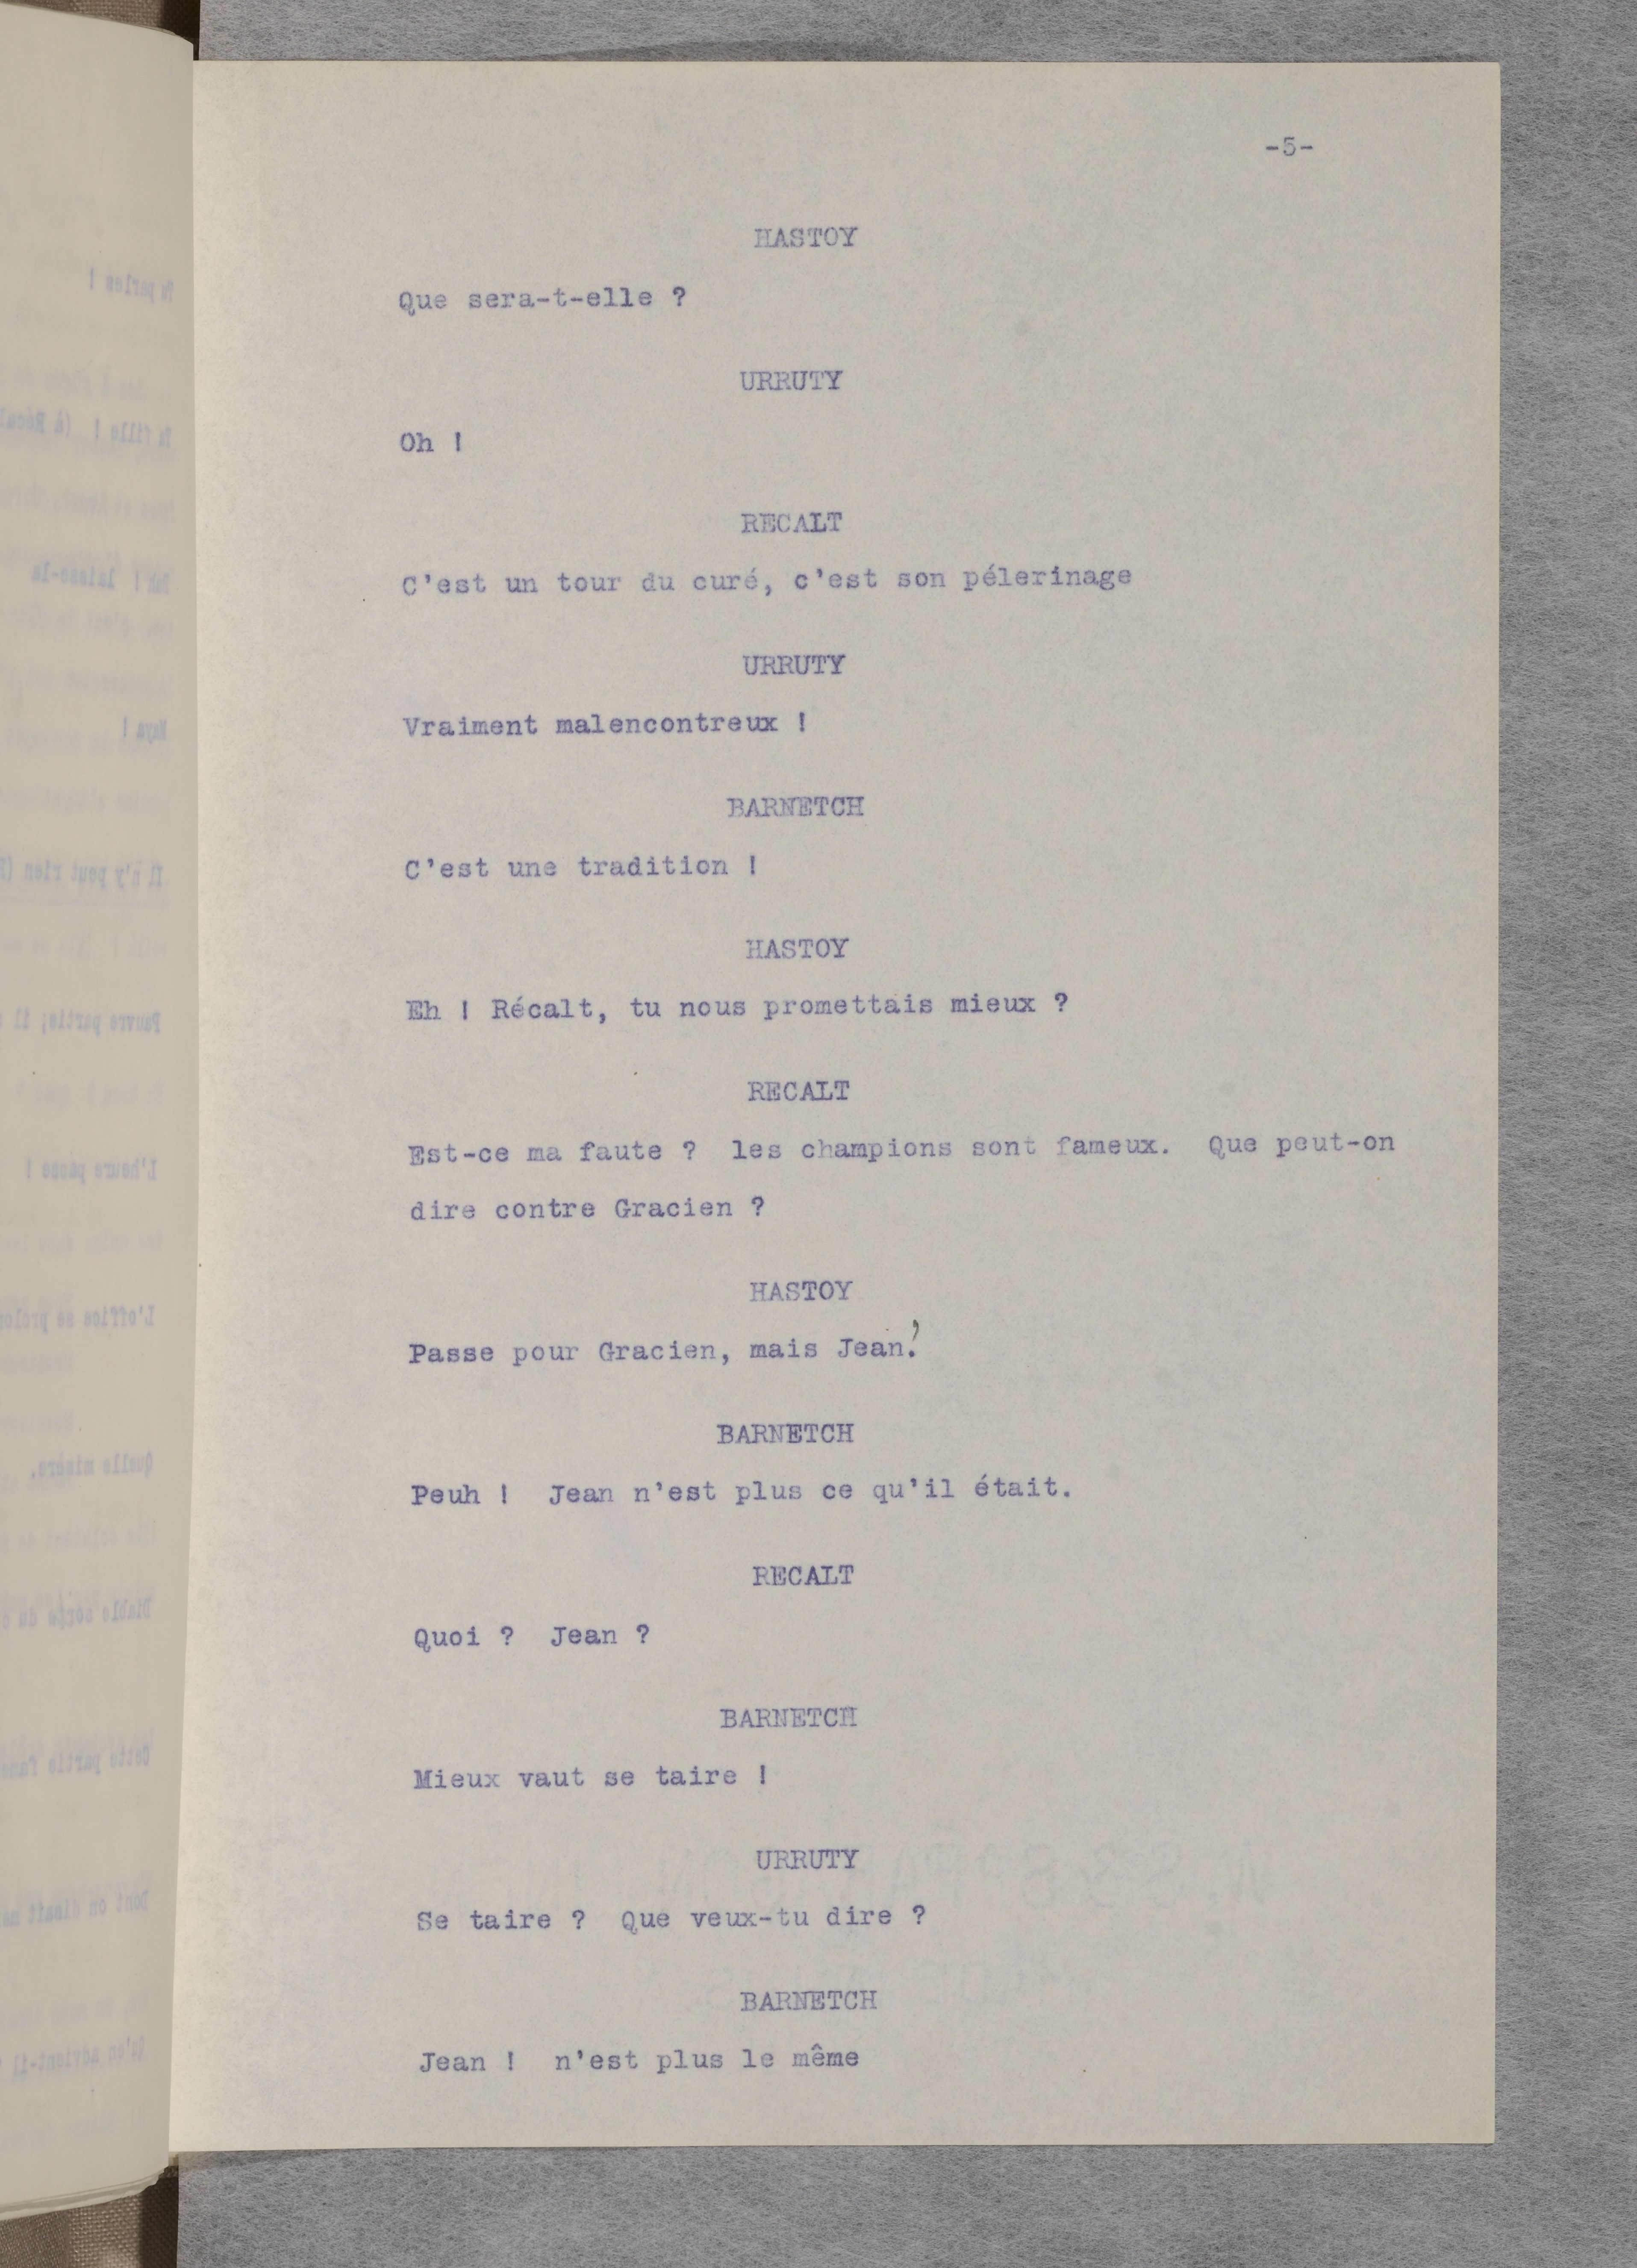 -5-
HASTOY
Que sera-t-elle ?
URRUTY
Oh !
RECALT
C'est un tour du curé, c'est son pélerinage
URRUTY
Vraiment malencontreux !
BARNETCH
C'est une tradition !
HASTOY
Eh ! Récalt, tu nous promettais mieux ?
RECALT
Est-ce ma faute ?  les champions sont fameux.  Que peut-on
dire contre Gracien ?
HASTOY
Passe pour Gracien, mais Jean!
BARNETCH
Peuh !  Jean n'est plus ce qu'il était.
RECALT
Quoi ?  Jean ?
BARNETCH
Mieux vaut se taire !
URRUTY
Se taire ?  Que veux-tu dire ?
BARNETCH
Jean !  n'est plus le même